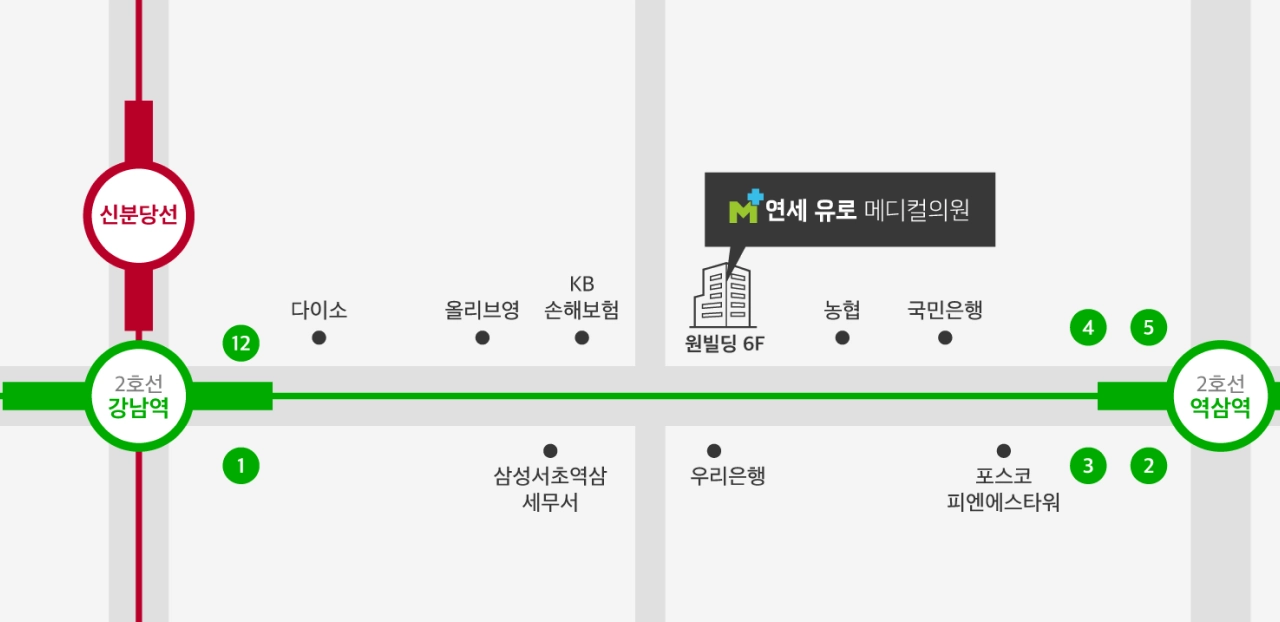 신분당선
연세 유로 메디컬의원
KB
다이소
올리브영
손해보험
농협
국민은행
원빌딩 6F
12
4
5
2호선
강남역
2호선
역삼역
1
삼성서초역삼
세무서
우리은행
포스코
피엔에스타워
3
2